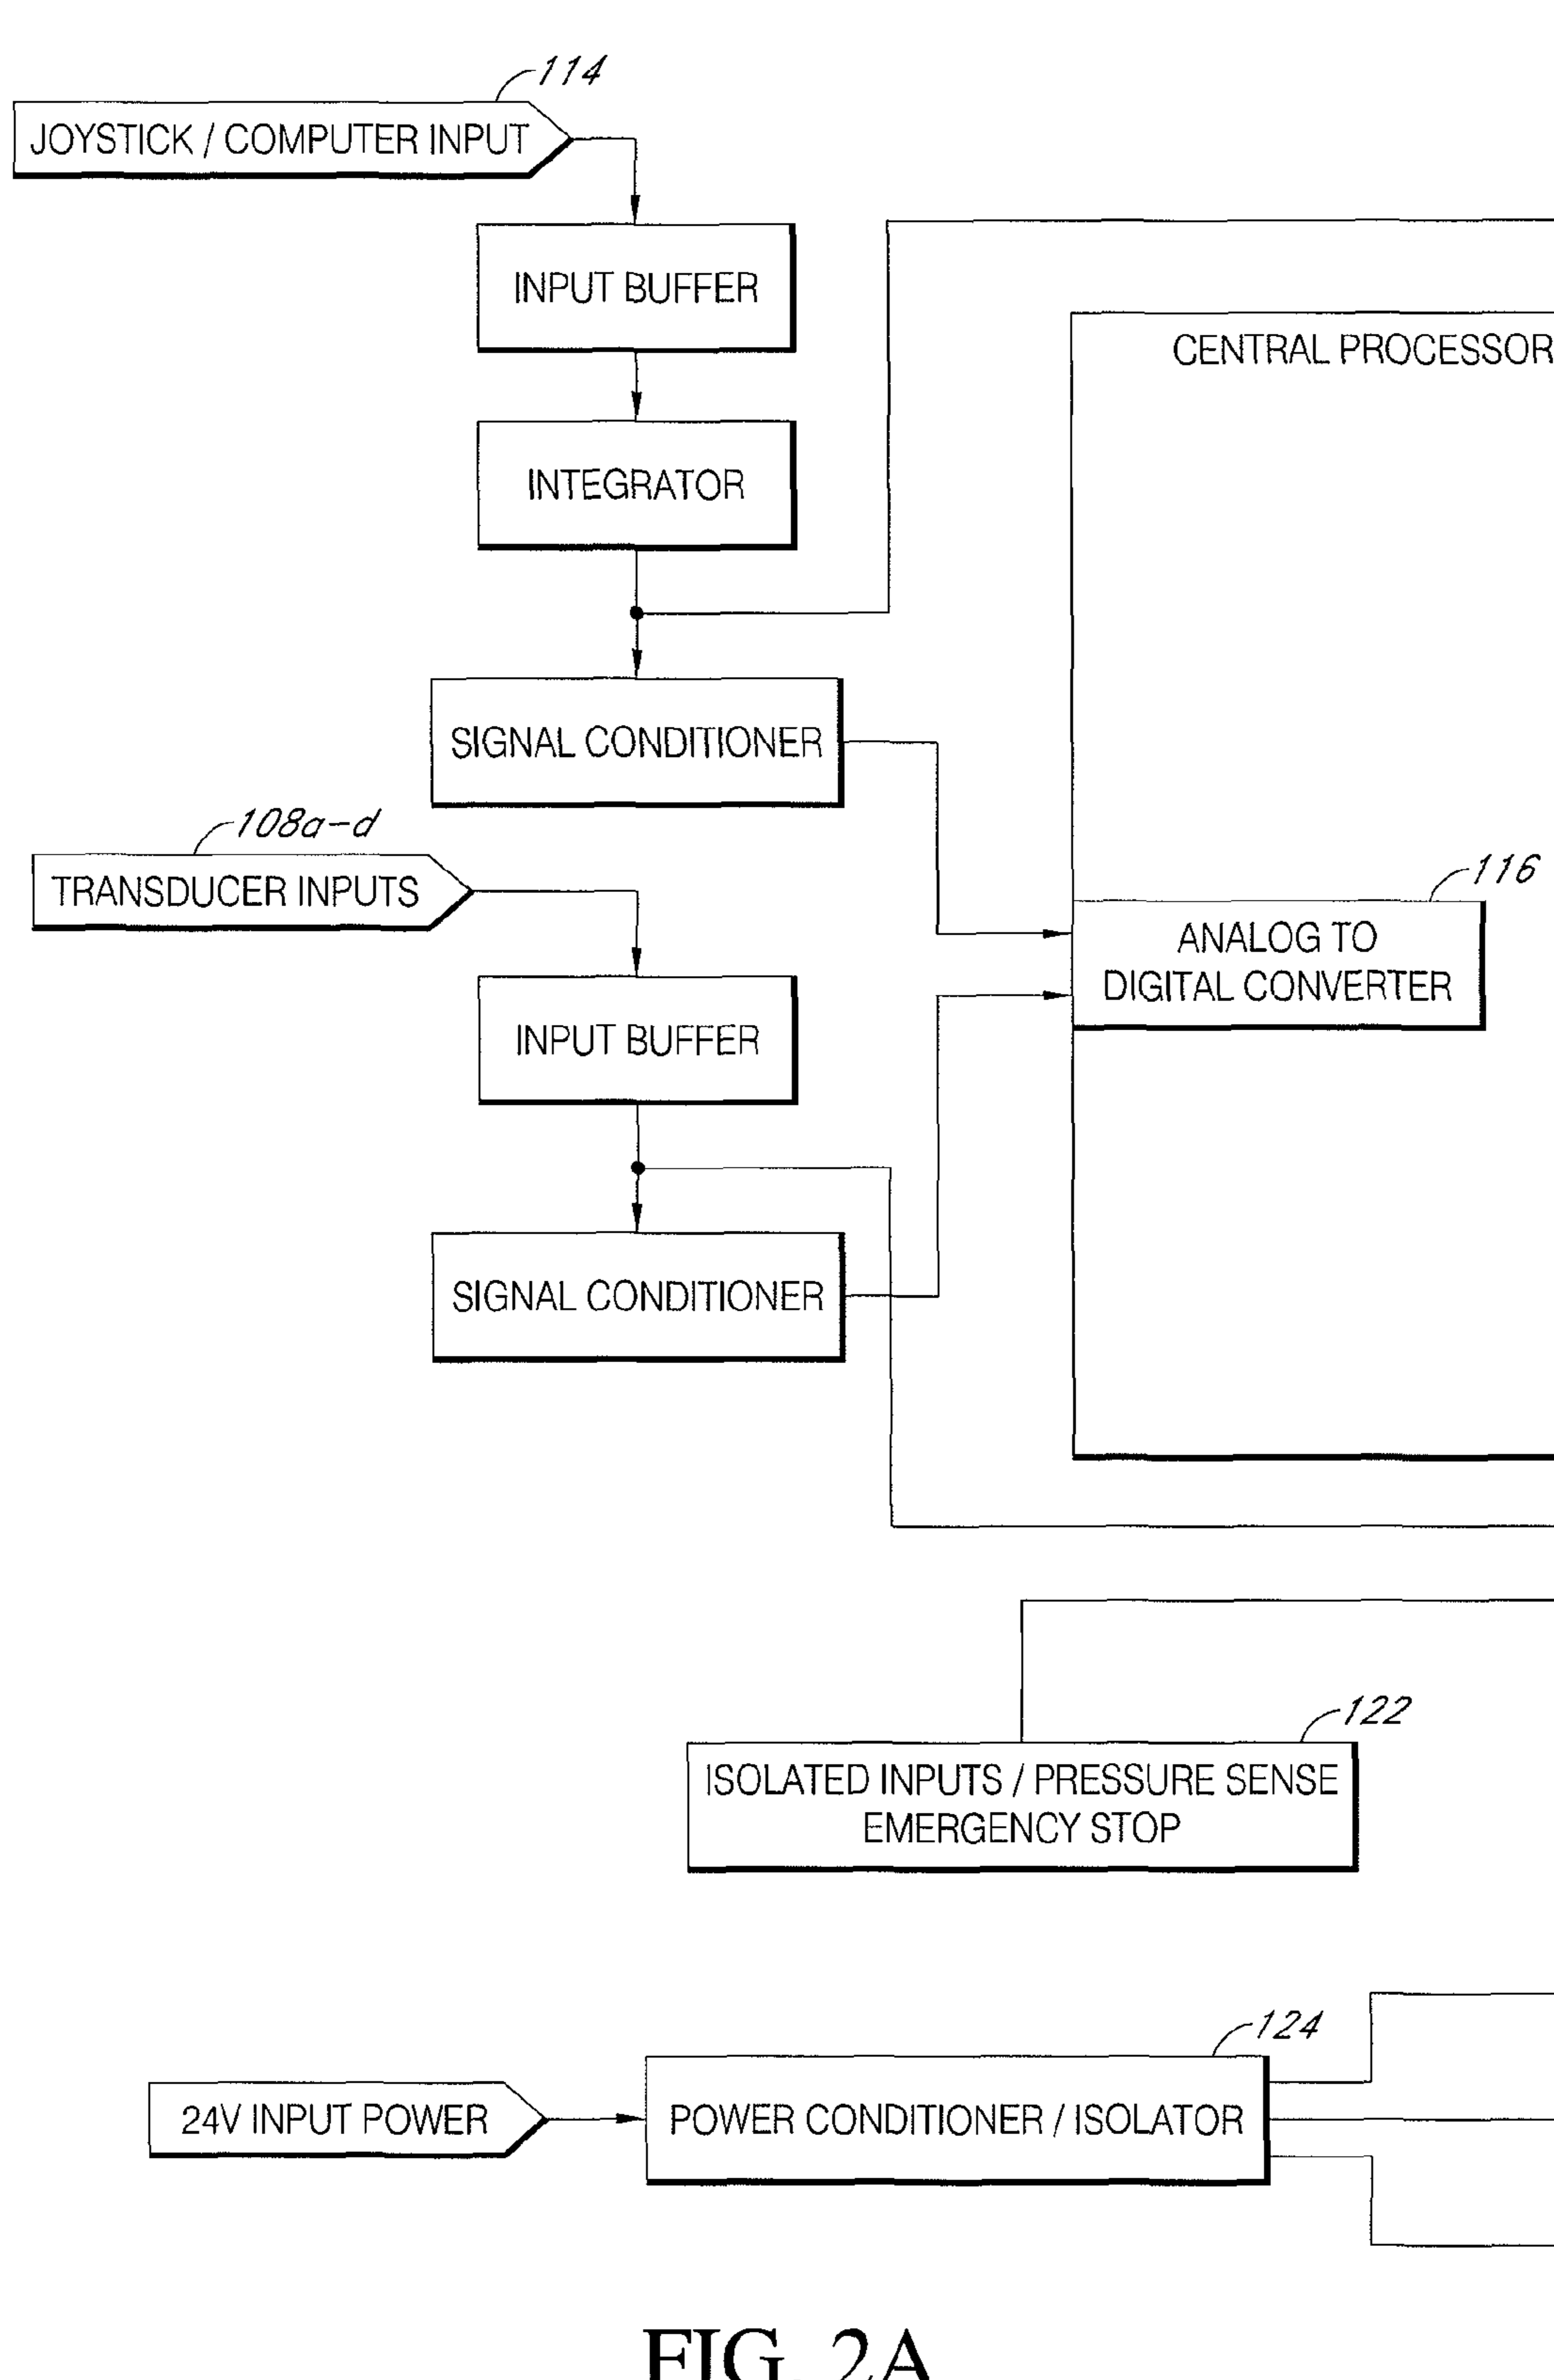 114
JOYSTICK / COMPUTER INPUT
INPUT BUFFER
CENTRAL PROCESSOR
INTEGRATOR
SIGNAL CONDITIONER
108a-d
TRANSDUCER INPUTS
116
ANALOG TO
DIGITAL CONVERTER
INPUT BUFFER
SIGNAL CONDITIONER
122
ISOLATED INPUTS / PRESSURE SENSE
EMERGENCY STOP
124
24V INPUT POWER
POWER CONDITIONER / ISOLATOR
FIG. 2A